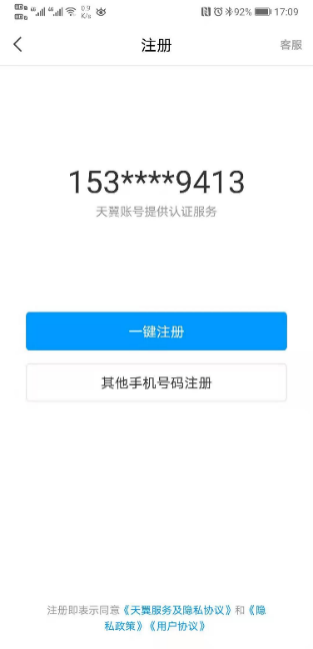 0.9
K/s
92%
17:09
注册
客服
153****9413
天翼账号提供认证服务
一键注册
其他手机号码注册
注册即表示同意《天翼服务及隐私协议》和《隐
私政策》《用户协议》